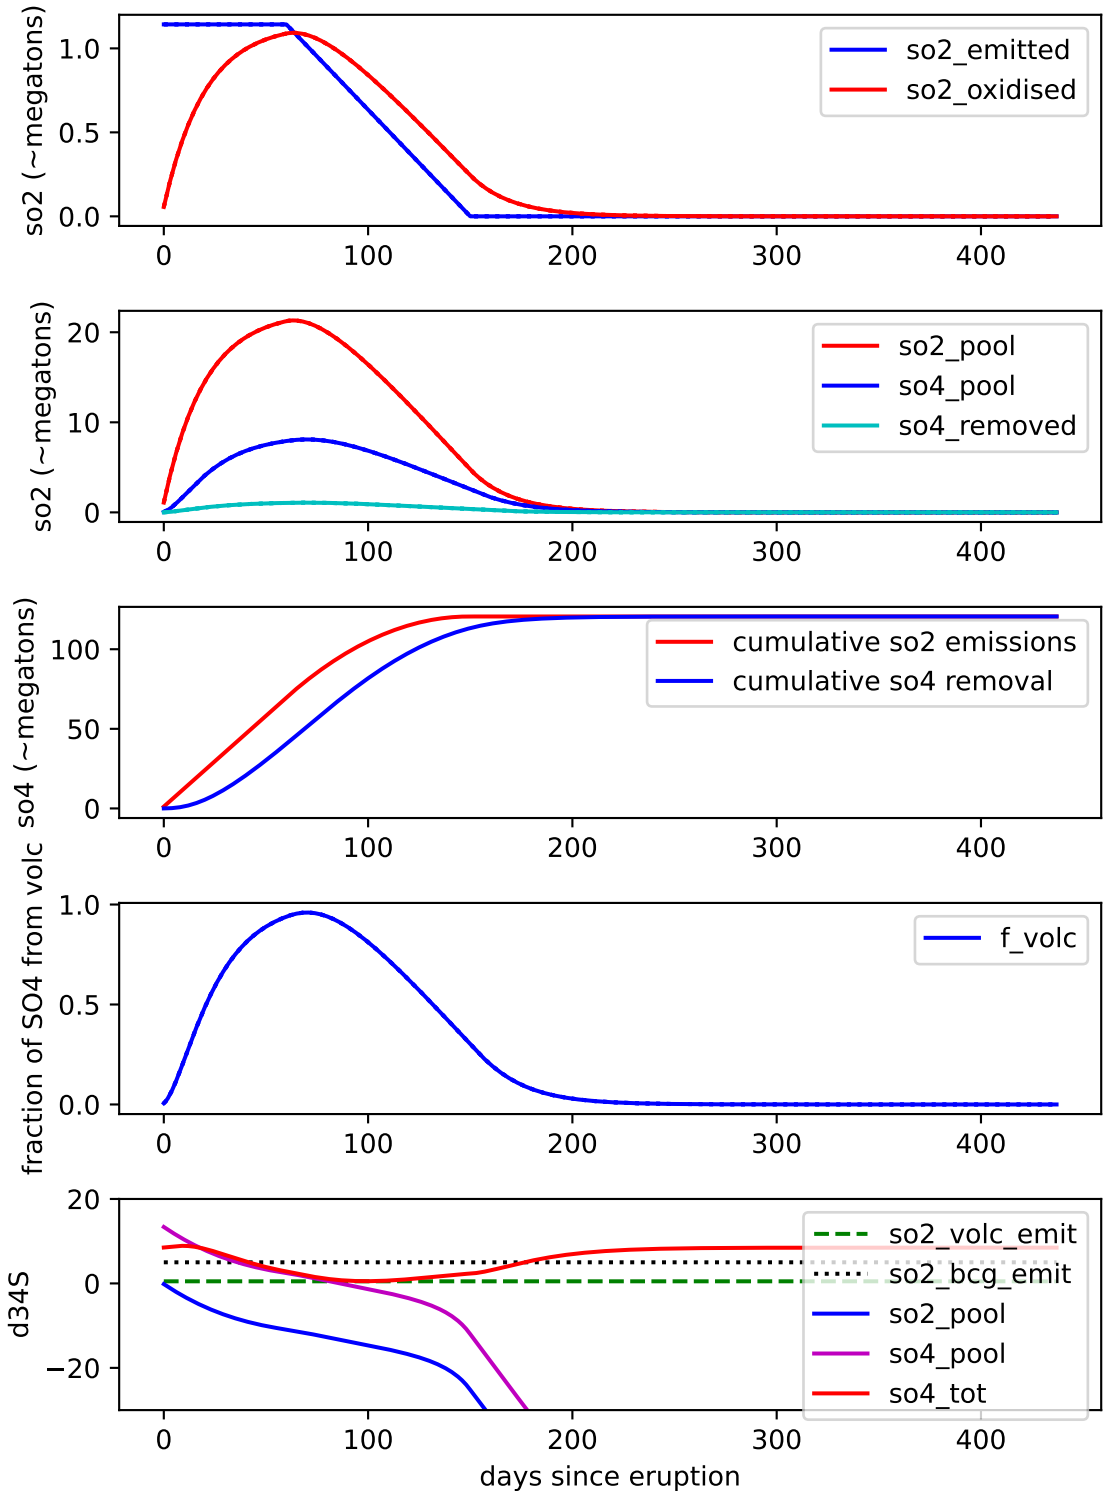 so2 (~megatons)
1.0
0.5
0.0
so2_emitted
so2_oxidised
0 100 200 300 400
so2 (~megatons)
20
10
0
so2_pool
so4_pool
so4_removed
0 100 200 300 400
so4 (~megatons)
100
50
0
cumulative so2 emissions
cumulative so4 removal
0 100 200 300 400
fraction of SO4 from volc
1.0
0.5
0.0
f_volc
0 100 200 300 400
d34S
20
0
−20
so2_volc_emit
so2_bcg_emit
so2_pool
so4_pool
so4_tot
0 100 200 300 400
days since eruption